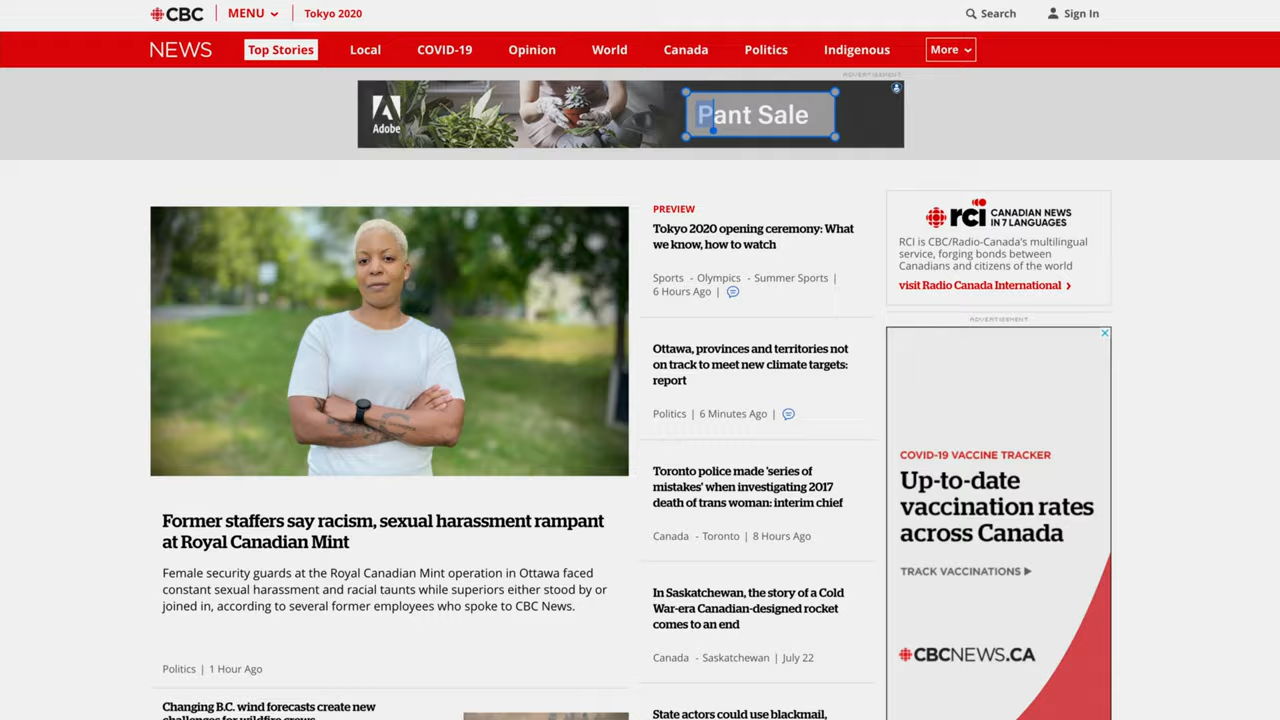 CBC MENU Tokyo 2020 Search Sign In
NEWS Top Stories Local COVID-19 Opinion World Canada Politics Indigenous More
ADVERTISEMENT
Adobe
Pant Sale
PREVIEW
Tokyo 2020 opening ceremony: What
we know, how to watch
Sports - Olympics - Summer Sports |
6 Hours Ago |
Ottawa, provinces and territories not
on track to meet new climate targets:
report
Politics | 6 Minutes Ago |
Toronto police made 'series of
mistakes' when investigating 2017
death of trans woman: interim chief
Canada - Toronto | 8 Hours Ago
In Saskatchewan, the story of a Cold
War-era Canadian-designed rocket
comes to an end
Canada - Saskatchewan | July 22
State actors could use blackmail,
Former staffers say racism, sexual harassment rampant
at Royal Canadian Mint
Female security guards at the Royal Canadian Mint operation in Ottawa faced
constant sexual harassment and racial taunts while superiors either stood by or
joined in, according to several former employees who spoke to CBC News.
Politics | 1 Hour Ago
Changing B.C. wind forecasts create new
challenges for wildfire crews
rci CANADIAN NEWS
IN 7 LANGUAGES
RCI is CBC/Radio-Canada's multilingual
service, forging bonds between
Canadians and citizens of the world
visit Radio Canada International
ADVERTISEMENT
COVID-19 VACCINE TRACKER
Up-to-date
vaccination rates
across Canada
TRACK VACCINATIONS
CBCNEWS.CA